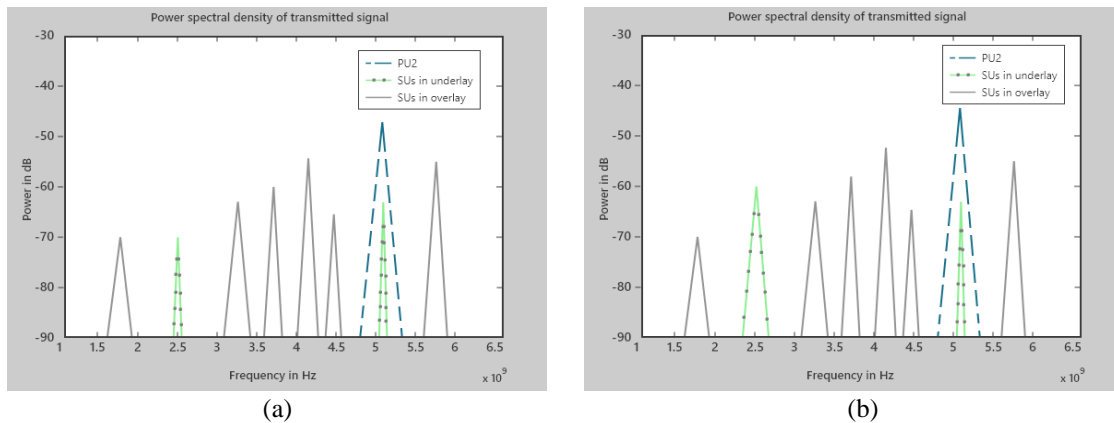 Power spectral density of transmitted signal
-30
-40
-50
-60
-70
-80
-90
Power in dB
PU2
SUs in underlay
SUs in overlay
1 1.5 2 2.5 3 3.5 4 4.5 5 5.5 6 6.5
Frequency in Hz
x 10^9
(a)
Power spectral density of transmitted signal
-30
-40
-50
-60
-70
-80
-90
Power in dB
PU2
SUs in underlay
SUs in overlay
1 1.5 2 2.5 3 3.5 4 4.5 5 5.5 6 6.5
Frequency in Hz
x 10^9
(b)